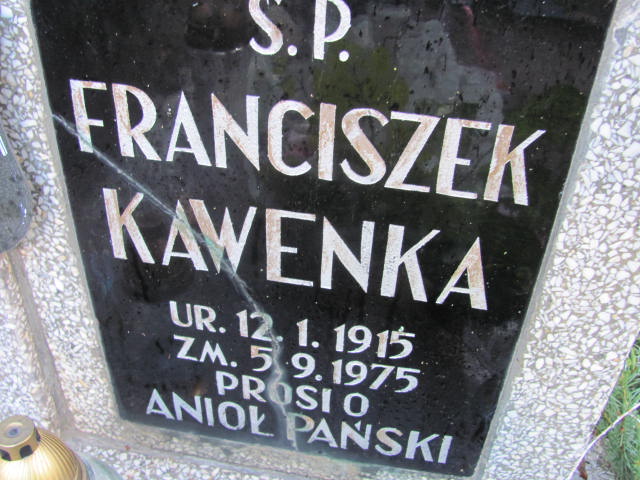 Ś.P.
FRANCISZEK
KAWENKA
UR. 12.1.1915
ZM. 5.9.1975
PROSI O
ANIOŁ PAŃSKI